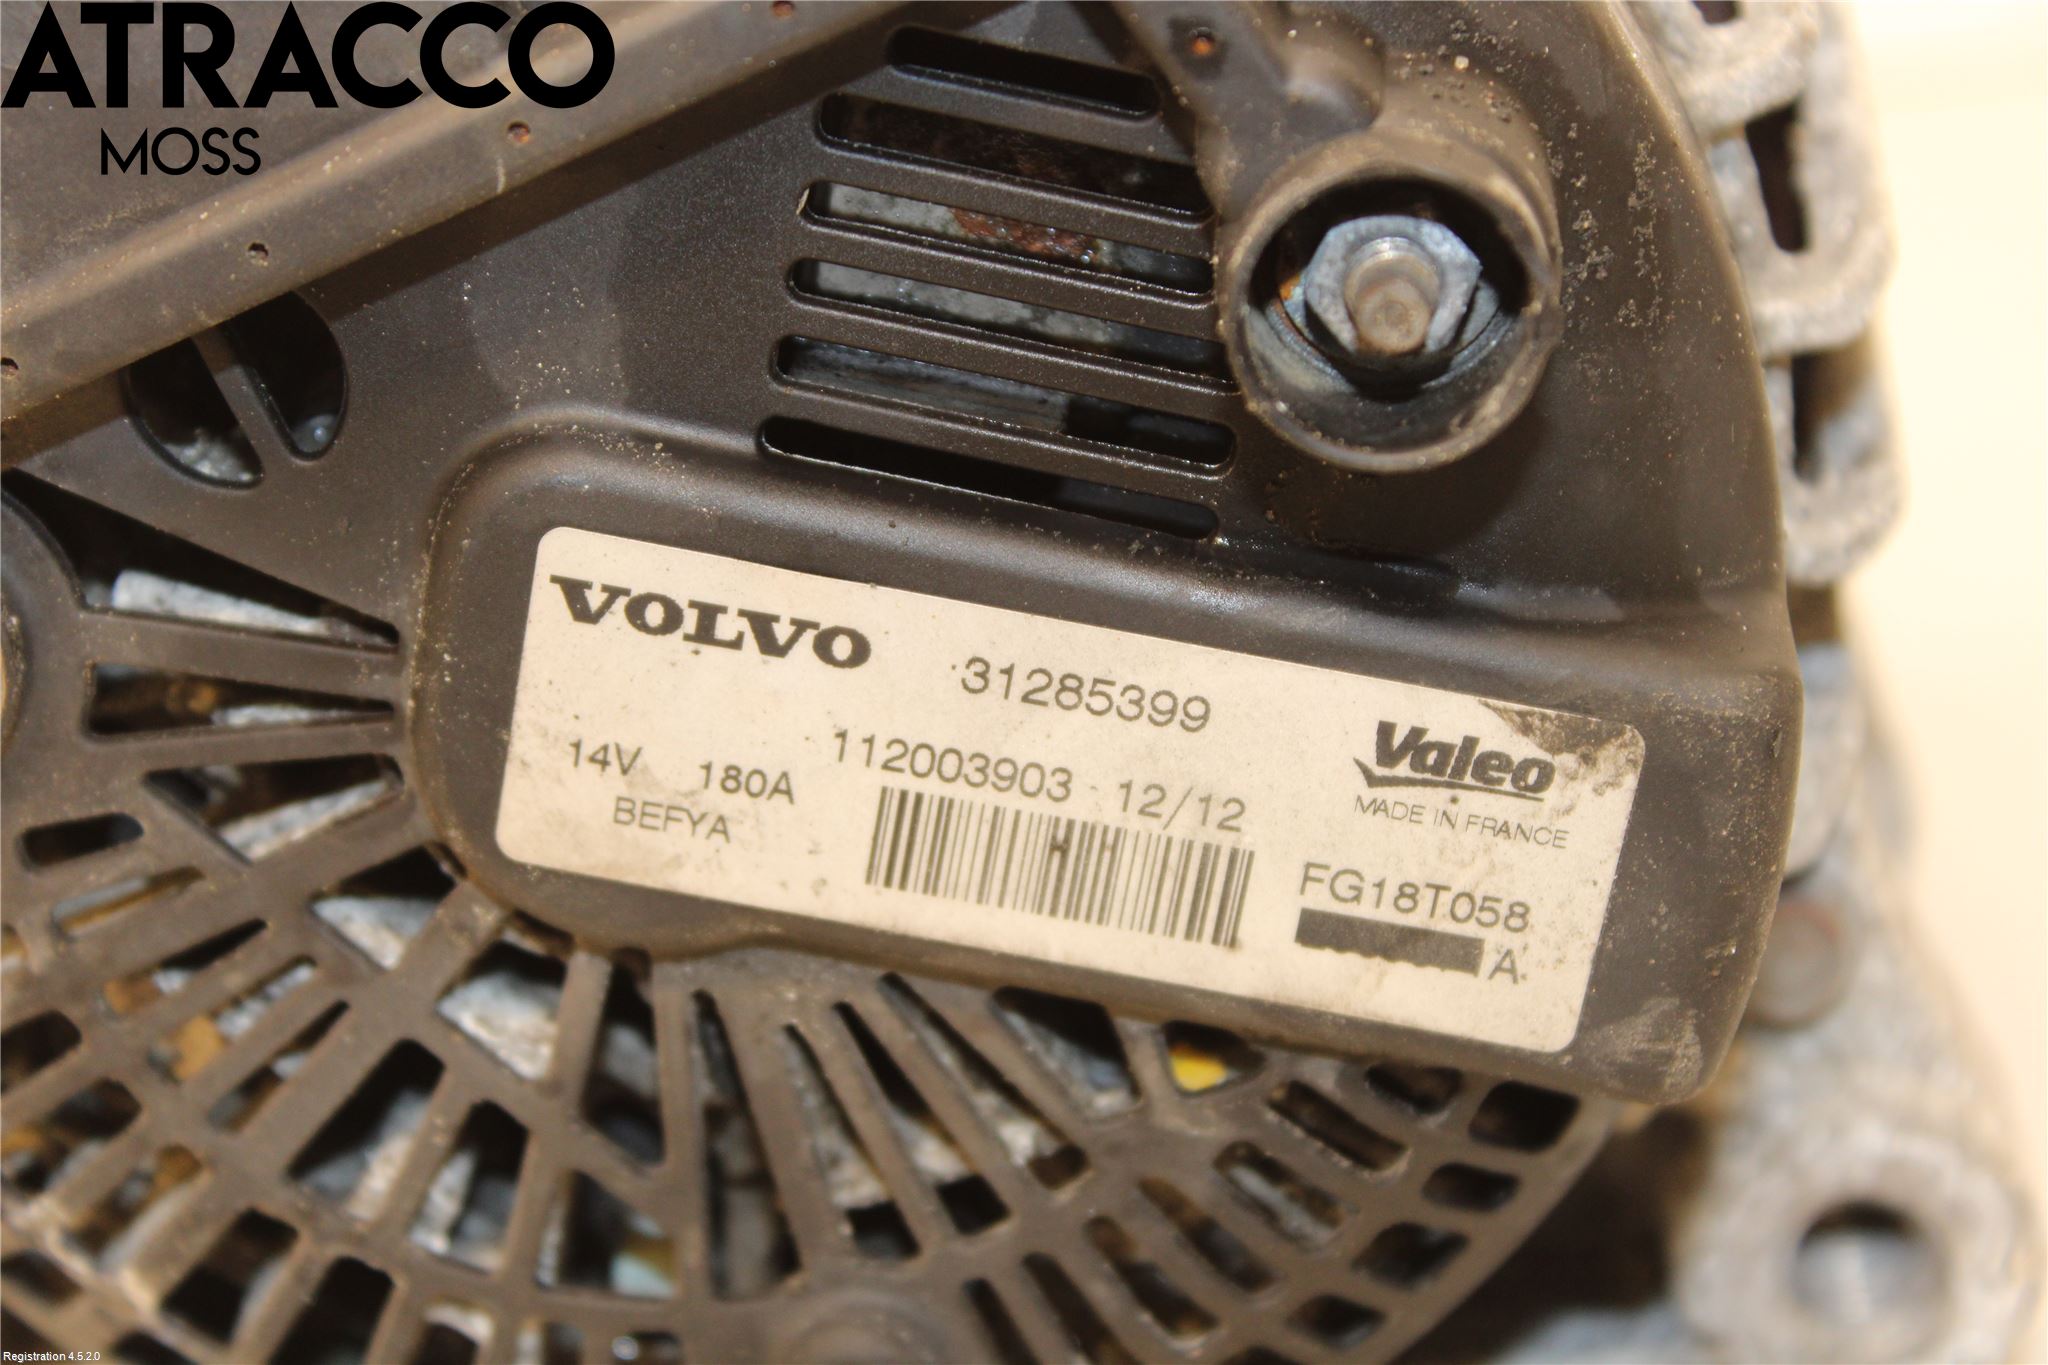 ATRACCO
MOSS
VOLVO 31285399
14V 180A 112003903 12/12
BEFYA
Valeo
MADE IN FRANCE
FG18T058
A
Registration 4.5.2.0